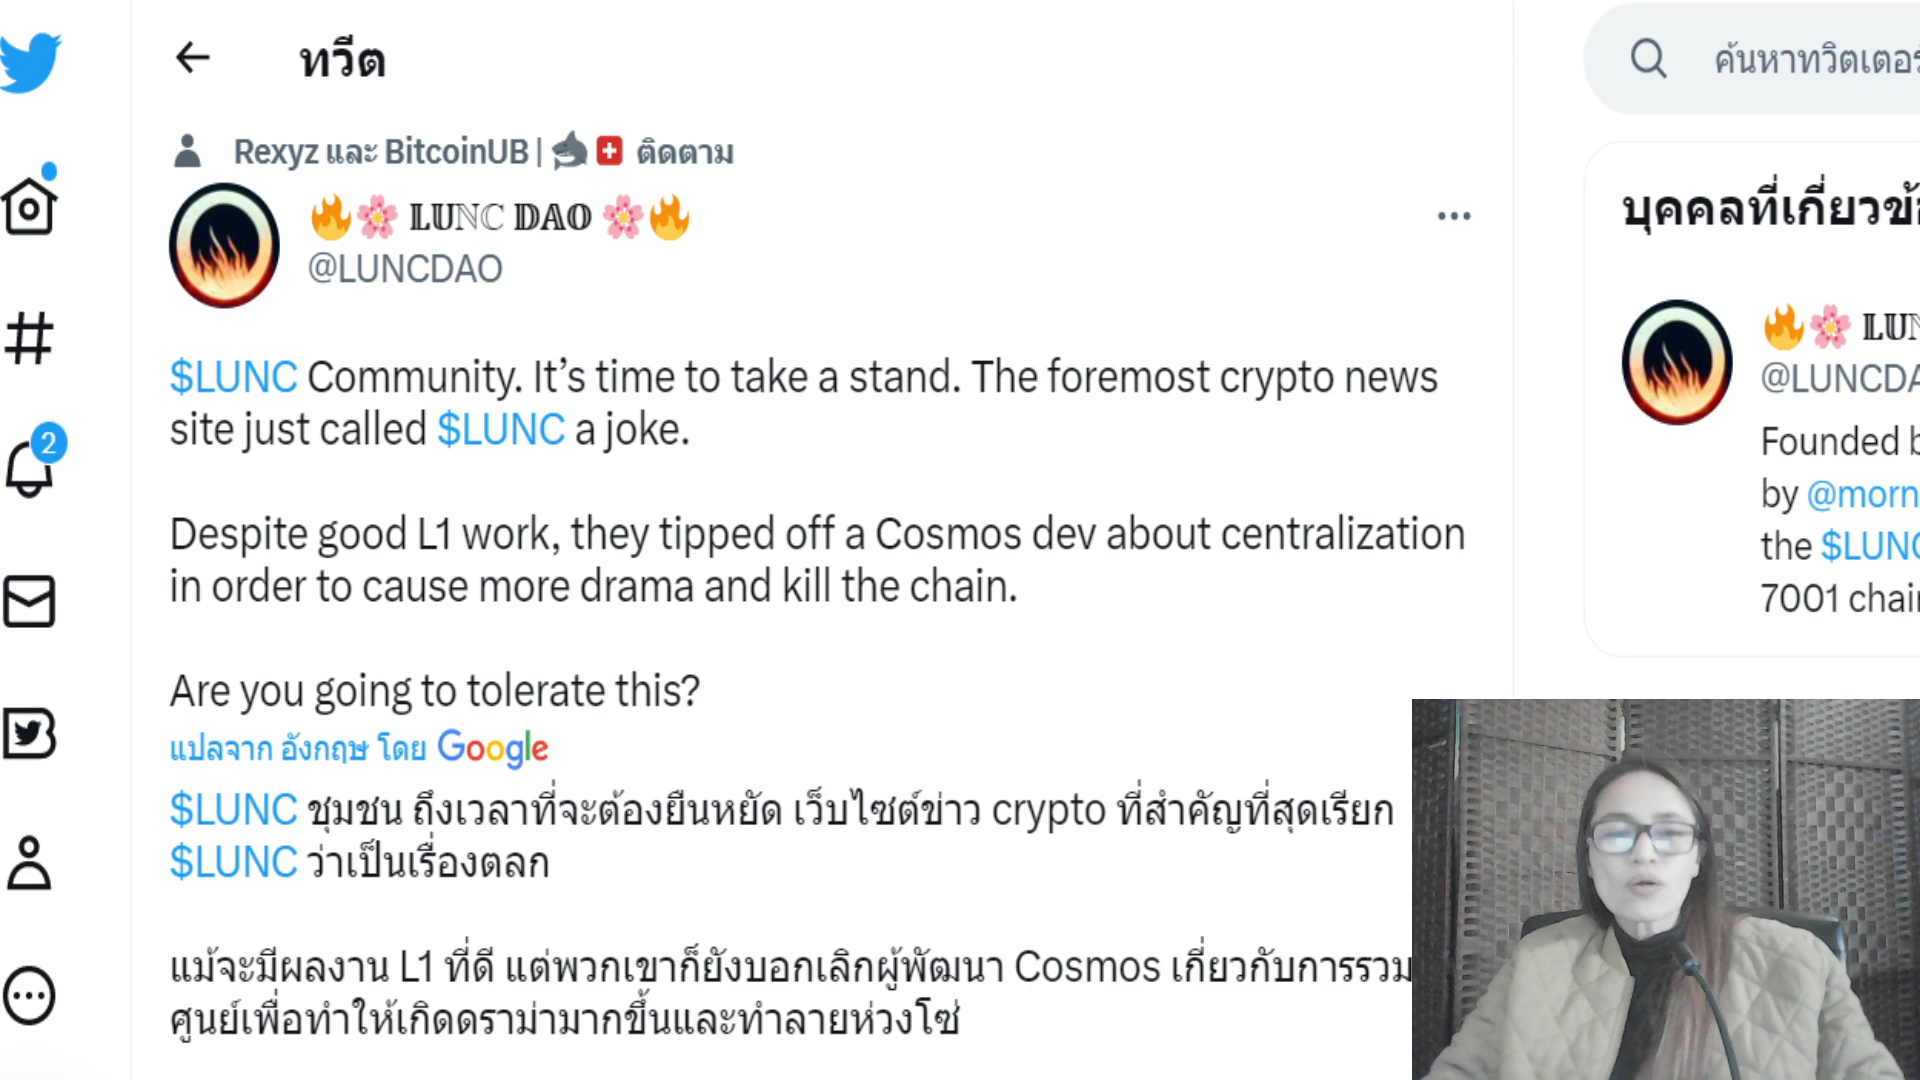 ทวีต
ค้นหาทวิตเตอร์
Rexyz และ BitcoinUB | 🦈🇨🇭 ติดตาม
🔥🌸 𝕃𝕌ℕℂ 𝔻𝔸𝕆 🌸🔥
@LUNCDAO
$LUNC Community. It’s time to take a stand. The foremost crypto news
site just called $LUNC a joke.
Despite good L1 work, they tipped off a Cosmos dev about centralization
in order to cause more drama and kill the chain.
Are you going to tolerate this?
แปลจาก อังกฤษ โดย Google
$LUNC ชุมชน ถึงเวลาที่จะต้องยืนหยัด เว็บไซต์ข่าว crypto ที่สำคัญที่สุดเรียก
$LUNC ว่าเป็นเรื่องตลก
แม้จะมีผลงาน L1 ที่ดี แต่พวกเขาก็ยังบอกเลิกผู้พัฒนา Cosmos เกี่ยวกับการรวม
ศูนย์เพื่อทำให้เกิดดราม่ามากขึ้นและทำลายห่วงโซ่
บุคคลที่เกี่ยวข้อ
🔥🌸 𝕃𝕌
@LUNCDA
Founded b
by @morn
the $LUNC
7001 chai
2